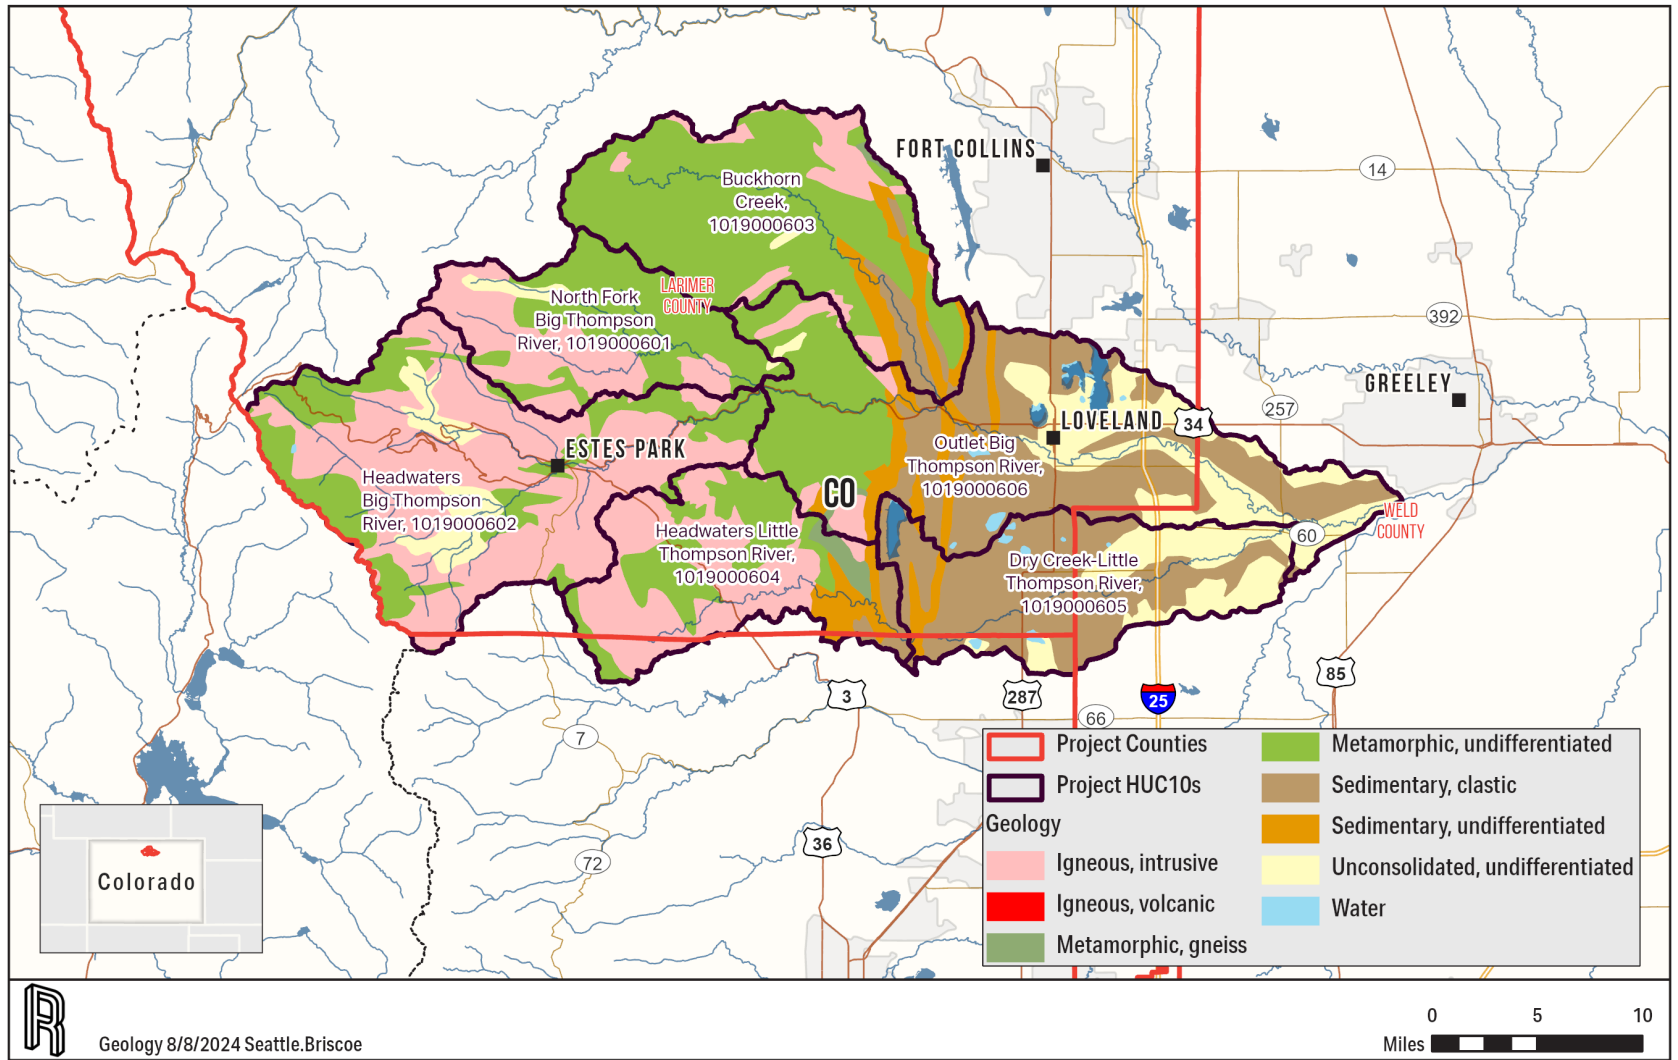 FORT COLLINS
14
Buckhorn
Creek,
1019000603
LARIMER
COUNTY
North Fork
Big Thompson
River, 1019000601
392
GREELEY
257
34
LOVELAND
ESTES PARK
Outlet Big
Thompson River,
1019000606
Headwaters
Big Thompson
River, 1019000602
CO
WELD
COUNTY
60
Headwaters Little
Thompson River,
1019000604
Dry Creek-Little
Thompson River,
1019000605
85
3
287
25
66
7
36
72
Project Counties
Project HUC10s
Geology
Igneous, intrusive
Igneous, volcanic
Metamorphic, gneiss
Metamorphic, undifferentiated
Sedimentary, clastic
Sedimentary, undifferentiated
Unconsolidated, undifferentiated
Water
Colorado
R
Geology 8/8/2024 Seattle.Briscoe
0 5 10
Miles